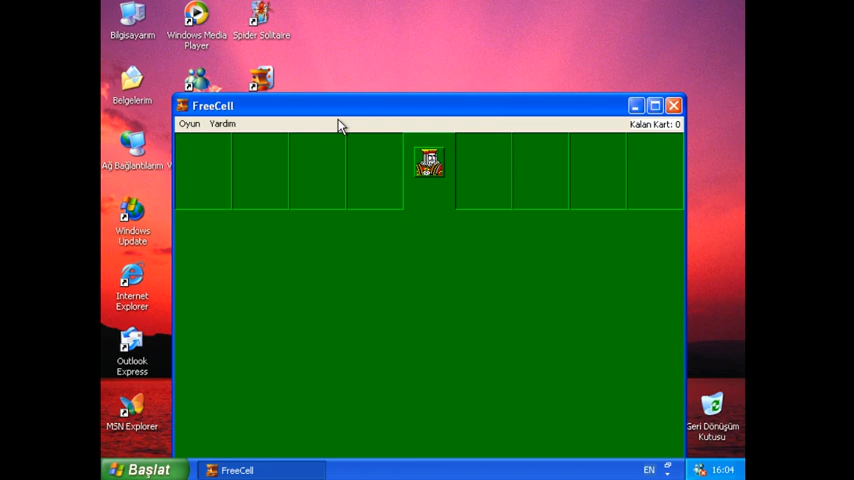 Bilgisayarım
Windows Media
Player
Spider Solitaire
Belgelerim
FreeCell
Oyun Yardım
Kalan Kart: 0
Ağ Bağlantılarım
Windows
Update
Internet
Explorer
Outlook
Express
MSN Explorer
Geri Dönüşüm
Kutusu
Başlat
FreeCell
EN
16:04